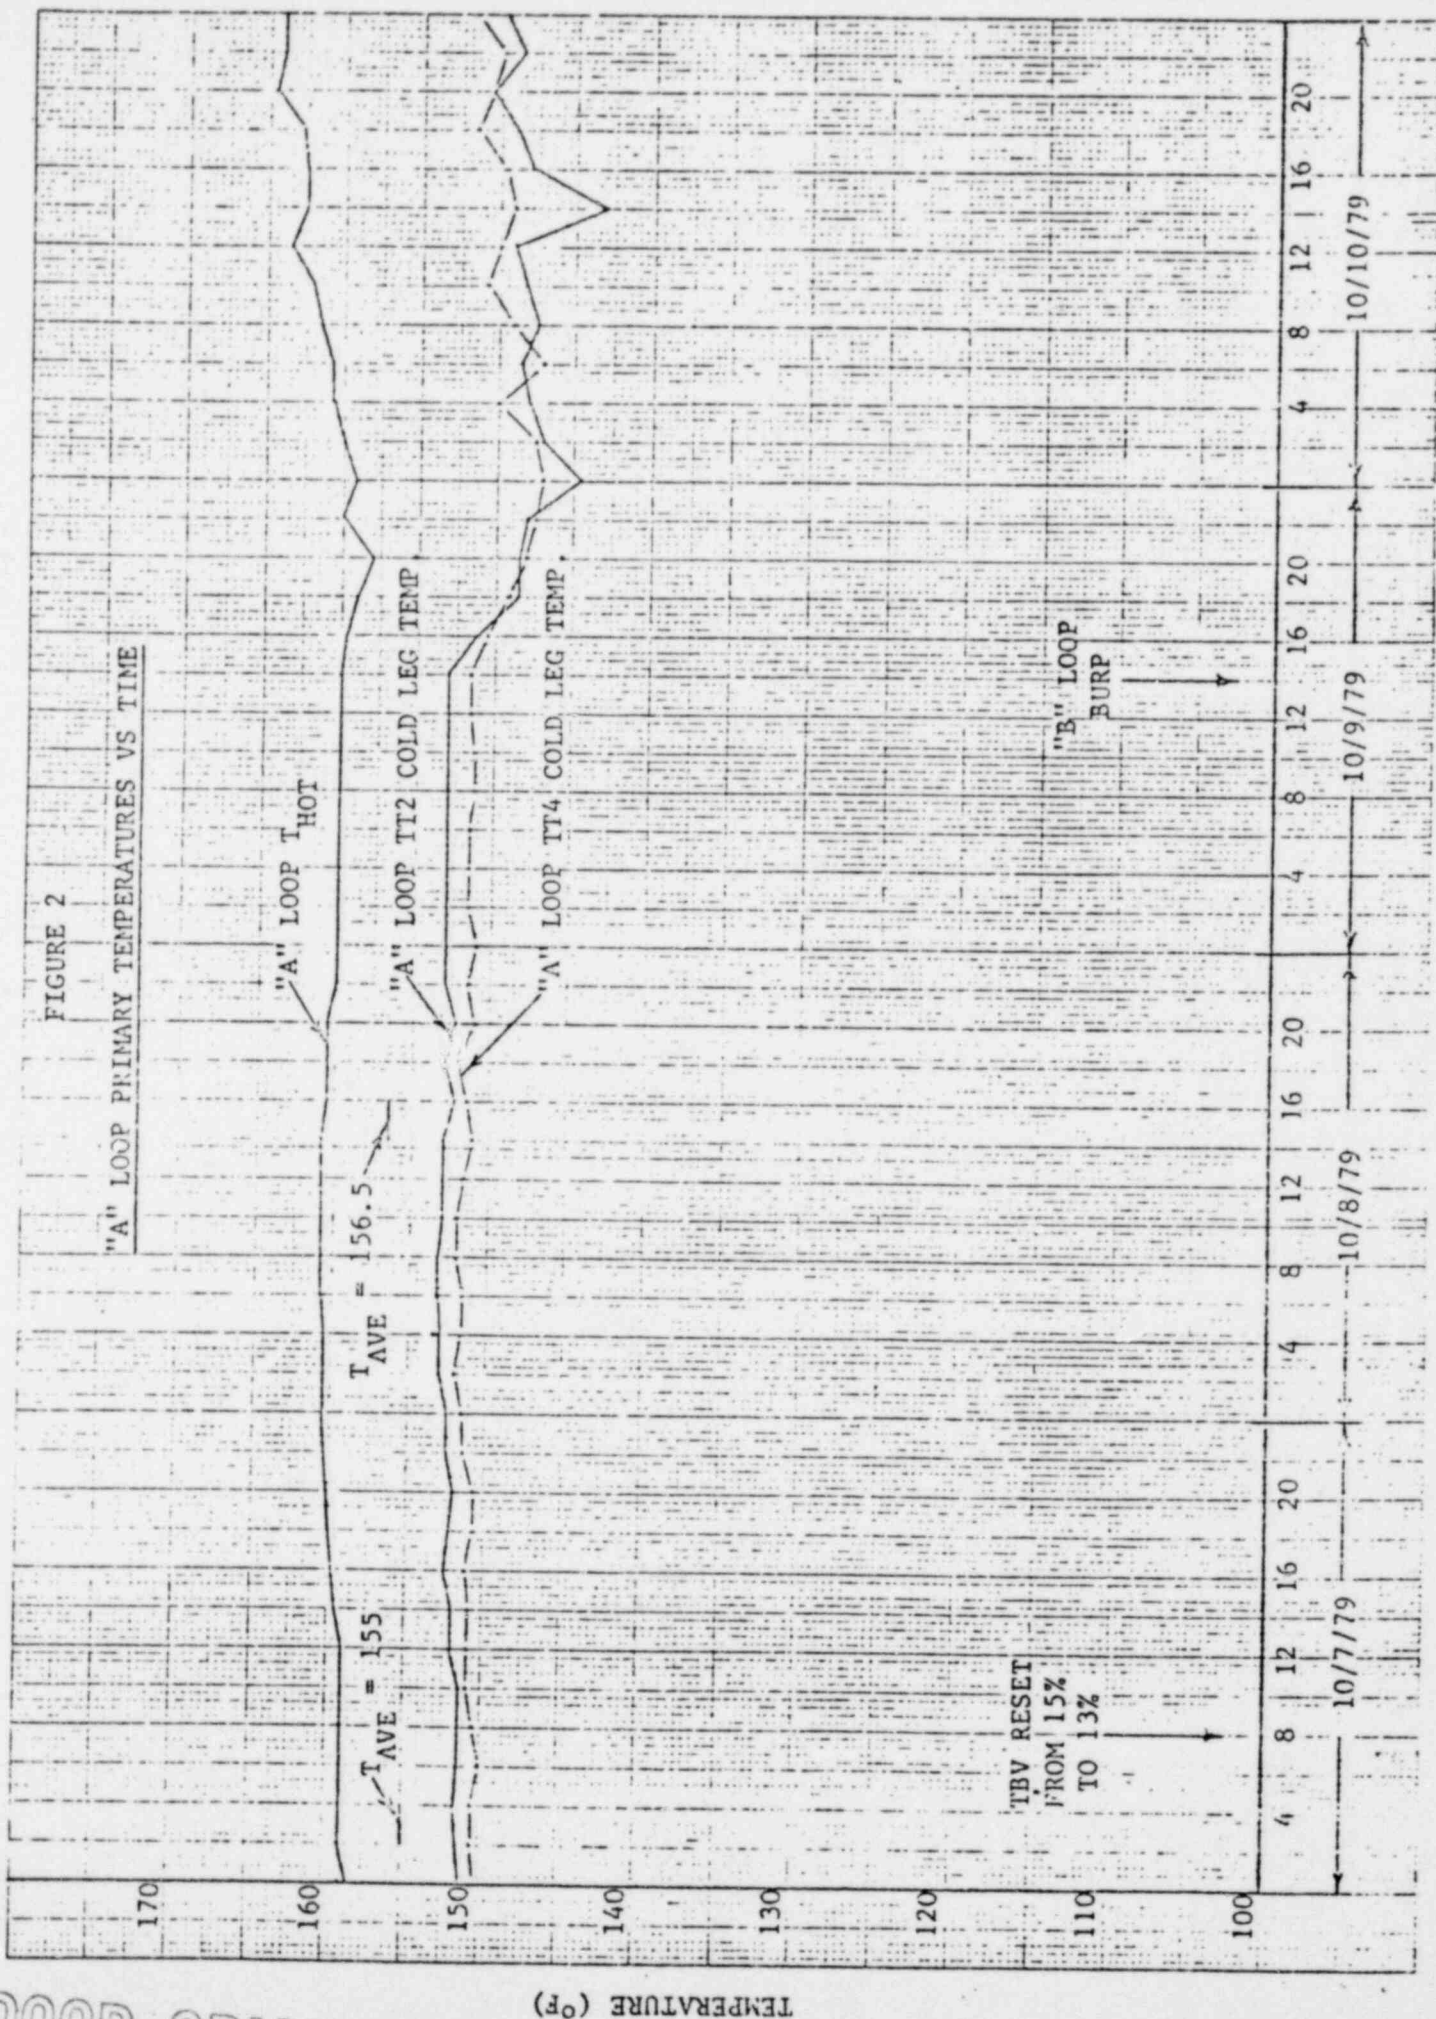 FIGURE 2
"A" LOOP PRIMARY TEMPERATURES VS TIME
"A" LOOP THOT
"A" LOOP TT2 COLD LEG TEMP.
"A" LOOP TT4 COLD LEG TEMP.
TAVE = 155
TAVE = 156.5
TBV RESET
FROM 15%
TO 13%
"B" LOOP
BURP
TEMPERATURE (°F)
170
160
150
140
130
120
110
100
4 8 12 16 20 4 8 12 16 20 4 8 12 16 20 4 8 12 16 20
10/7/79 10/8/79 10/9/79 10/10/79